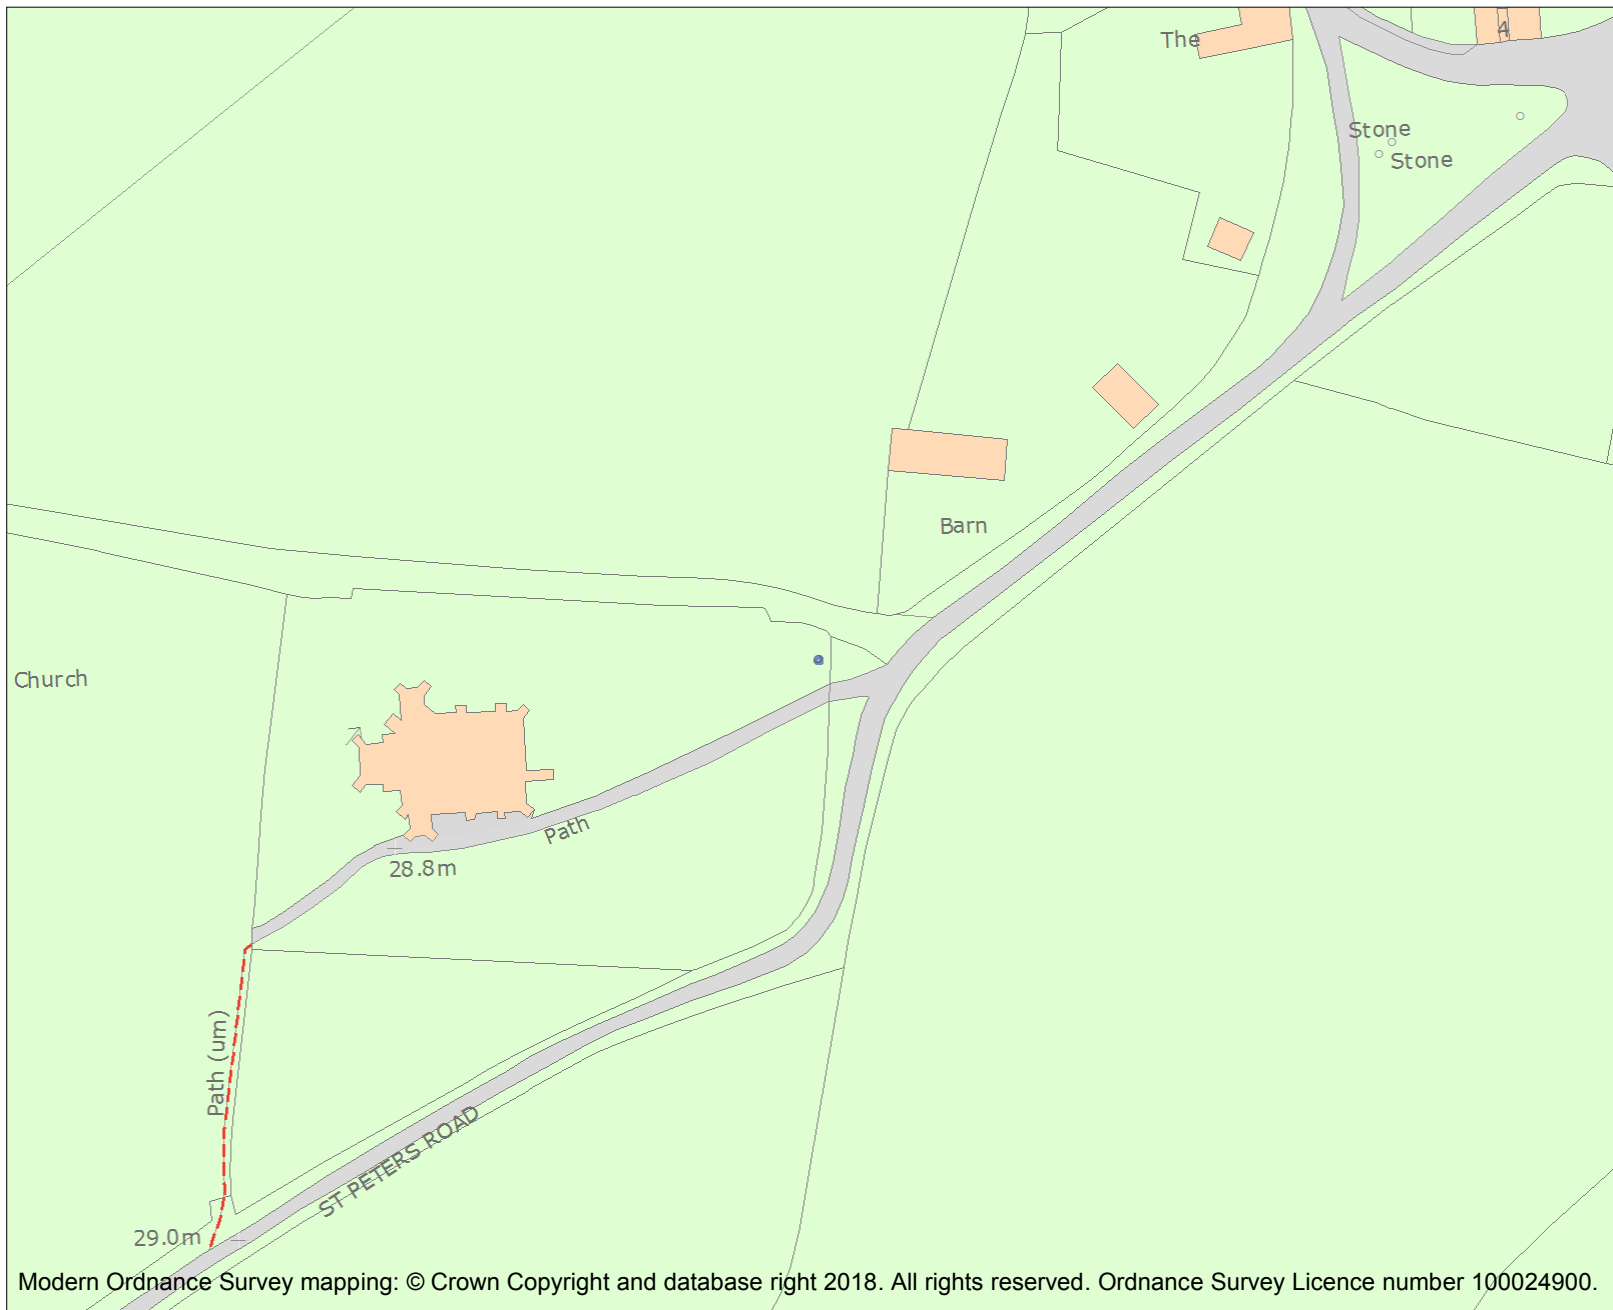 The
4
Stone
Stone
Barn
Church
Path
28.8m
Path (um)
ST PETERS ROAD
29.0m
Modern Ordnance Survey mapping: © Crown Copyright and database right 2018. All rights reserved. Ordnance Survey Licence number 100024900.